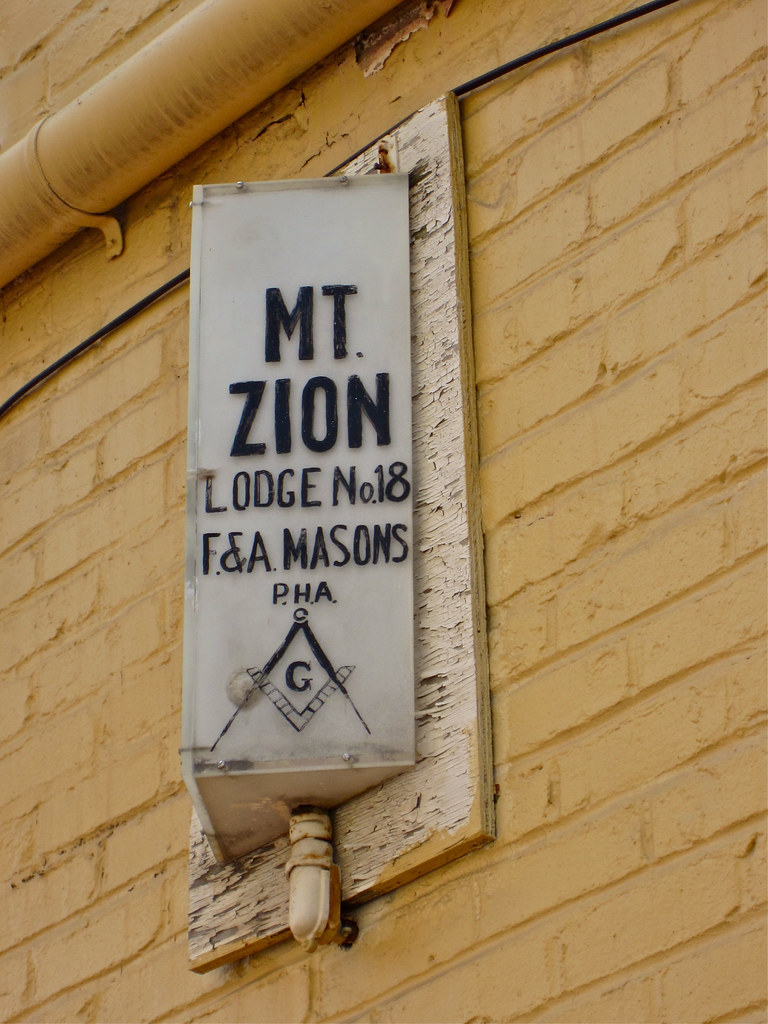 MT.
ZION
LODGE No.18
F.&A. MASONS
P.H.A.
G